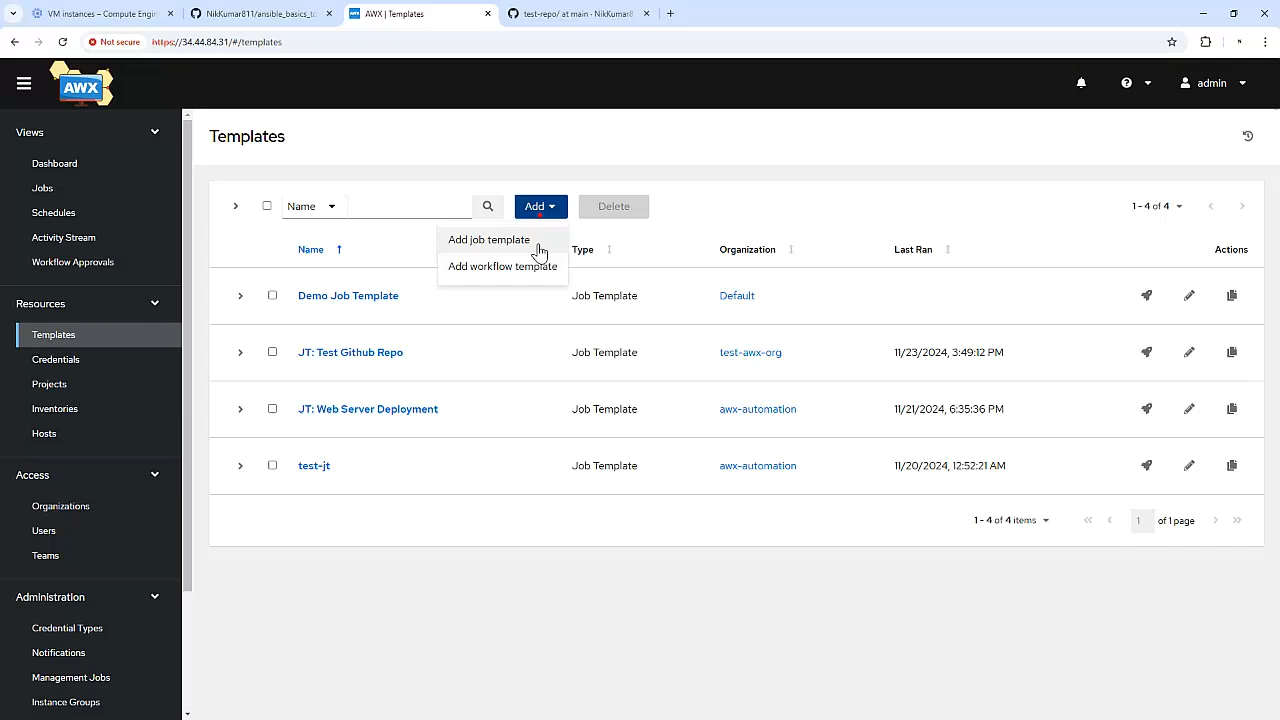 VM instances – Compute Engin
NikKumar811/ansible_basics_to
AWX | Templates
test-repo/ at main · NikKumar8
Not secure
https://34.44.84.31/#/templates
AWX
admin
Views
Dashboard
Jobs
Schedules
Activity Stream
Workflow Approvals
Resources
Templates
Credentials
Projects
Inventories
Hosts
Access
Organizations
Users
Teams
Administration
Credential Types
Notifications
Management Jobs
Instance Groups
Templates
Name
Add
Delete
1 - 4 of 4
Add job template
Add workflow template
Name
Type
Organization
Last Ran
Actions
Demo Job Template
Job Template
Default
JT: Test Github Repo
Job Template
test-awx-org
11/23/2024, 3:49:12 PM
JT: Web Server Deployment
Job Template
awx-automation
11/21/2024, 6:35:36 PM
test-jt
Job Template
awx-automation
11/20/2024, 12:52:21 AM
1 - 4 of 4 items
1
of 1 page